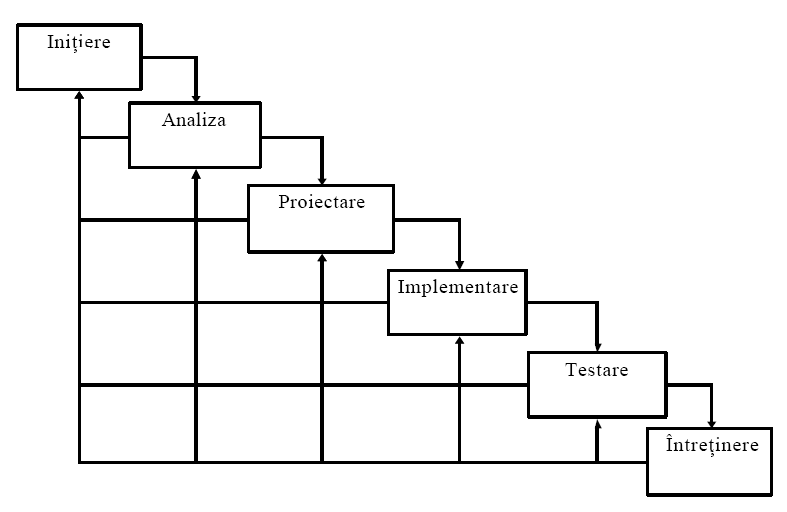 Inițiere
Analiza
Proiectare
Implementare
Testare
Întreținere